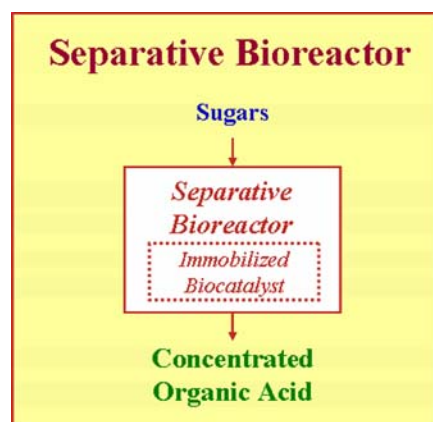 Separative Bioreactor
Sugars
Separative
Bioreactor
Immobilized
Biocatalyst
Concentrated
Organic Acid